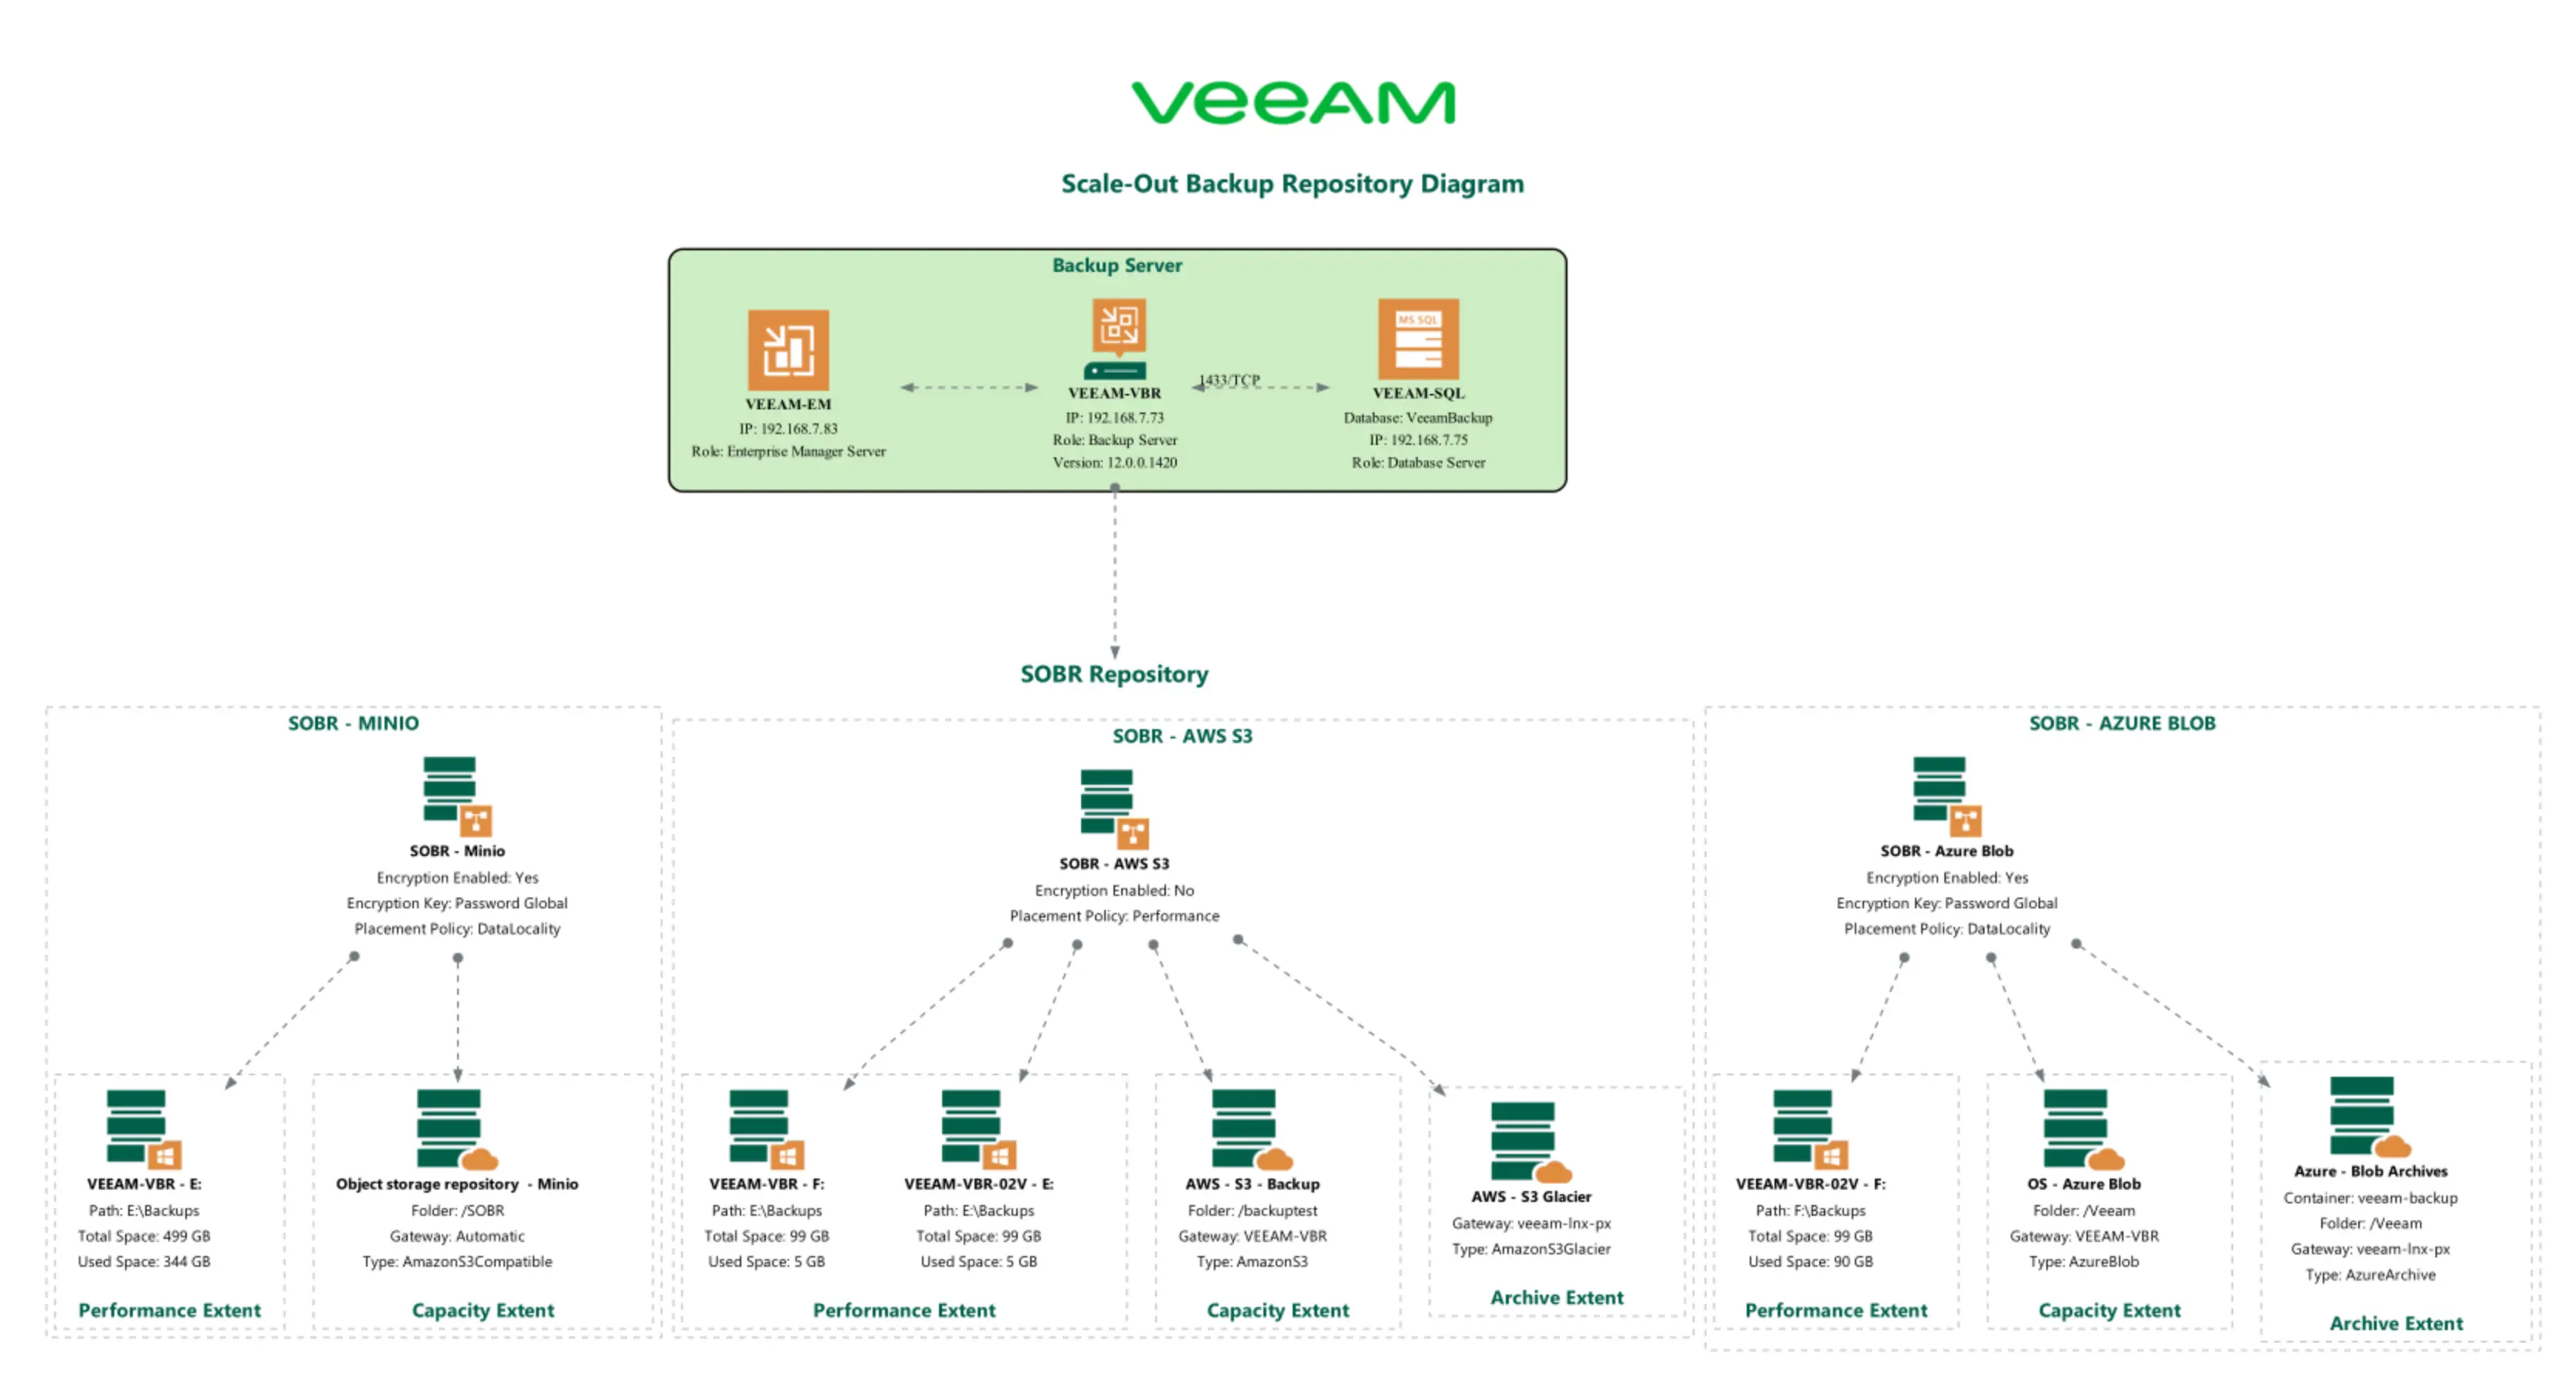 veeAM
Scale-Out Backup Repository Diagram
Backup Server
MS SQL
VEEAM-EM
IP: 192.168.7.83
Role: Enterprise Manager Server
VEEAM-VBR
IP: 192.168.7.73
Role: Backup Server
Version: 12.0.0.1420
1433/TCP
VEEAM-SQL
Database: VeeamBackup
IP: 192.168.7.75
Role: Database Server
SOBR Repository
SOBR - MINIO
SOBR - Minio
Encryption Enabled: Yes
Encryption Key: Password Global
Placement Policy: DataLocality
VEEAM-VBR - E:
Path: E:\Backups
Total Space: 499 GB
Used Space: 344 GB
Performance Extent
Object storage repository - Minio
Folder: /SOBR
Gateway: Automatic
Type: AmazonS3Compatible
Capacity Extent
SOBR - AWS S3
SOBR - AWS S3
Encryption Enabled: No
Placement Policy: Performance
VEEAM-VBR - F:
Path: E:\Backups
Total Space: 99 GB
Used Space: 5 GB
VEEAM-VBR-02V - E:
Path: E:\Backups
Total Space: 99 GB
Used Space: 5 GB
Performance Extent
AWS - S3 - Backup
Folder: /backuptest
Gateway: VEEAM-VBR
Type: AmazonS3
Capacity Extent
AWS - S3 Glacier
Gateway: veeam-lnx-px
Type: AmazonS3Glacier
Archive Extent
SOBR - AZURE BLOB
SOBR - Azure Blob
Encryption Enabled: Yes
Encryption Key: Password Global
Placement Policy: DataLocality
VEEAM-VBR-02V - F:
Path: F:\Backups
Total Space: 99 GB
Used Space: 90 GB
Performance Extent
OS - Azure Blob
Folder: /Veeam
Gateway: VEEAM-VBR
Type: AzureBlob
Capacity Extent
Azure - Blob Archives
Container: veeam-backup
Folder: /Veeam
Gateway: veeam-lnx-px
Type: AzureArchive
Archive Extent